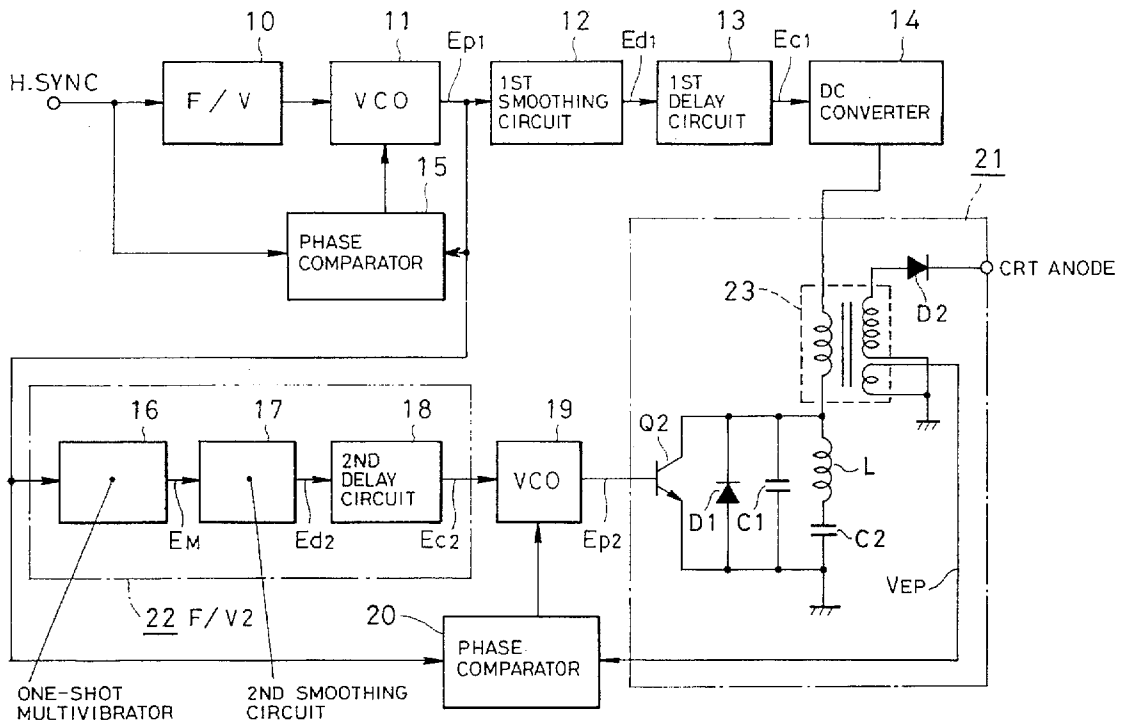 10
11
12
13
14
H.SYNC
F/V
VCO
Ep1
1ST
SMOOTHING
CIRCUIT
Ed1
1ST
DELAY
CIRCUIT
Ec1
DC
CONVERTER
15
PHASE
COMPARATOR
21
CRT ANODE
23
D2
16
17
18
19
Q2
2ND
DELAY
CIRCUIT
VCO
L
D1
C1
C2
EM
Ed2
Ec2
Ep2
VEP
22 F/V2
20
PHASE
COMPARATOR
ONE-SHOT
MULTIVIBRATOR
2ND SMOOTHING
CIRCUIT